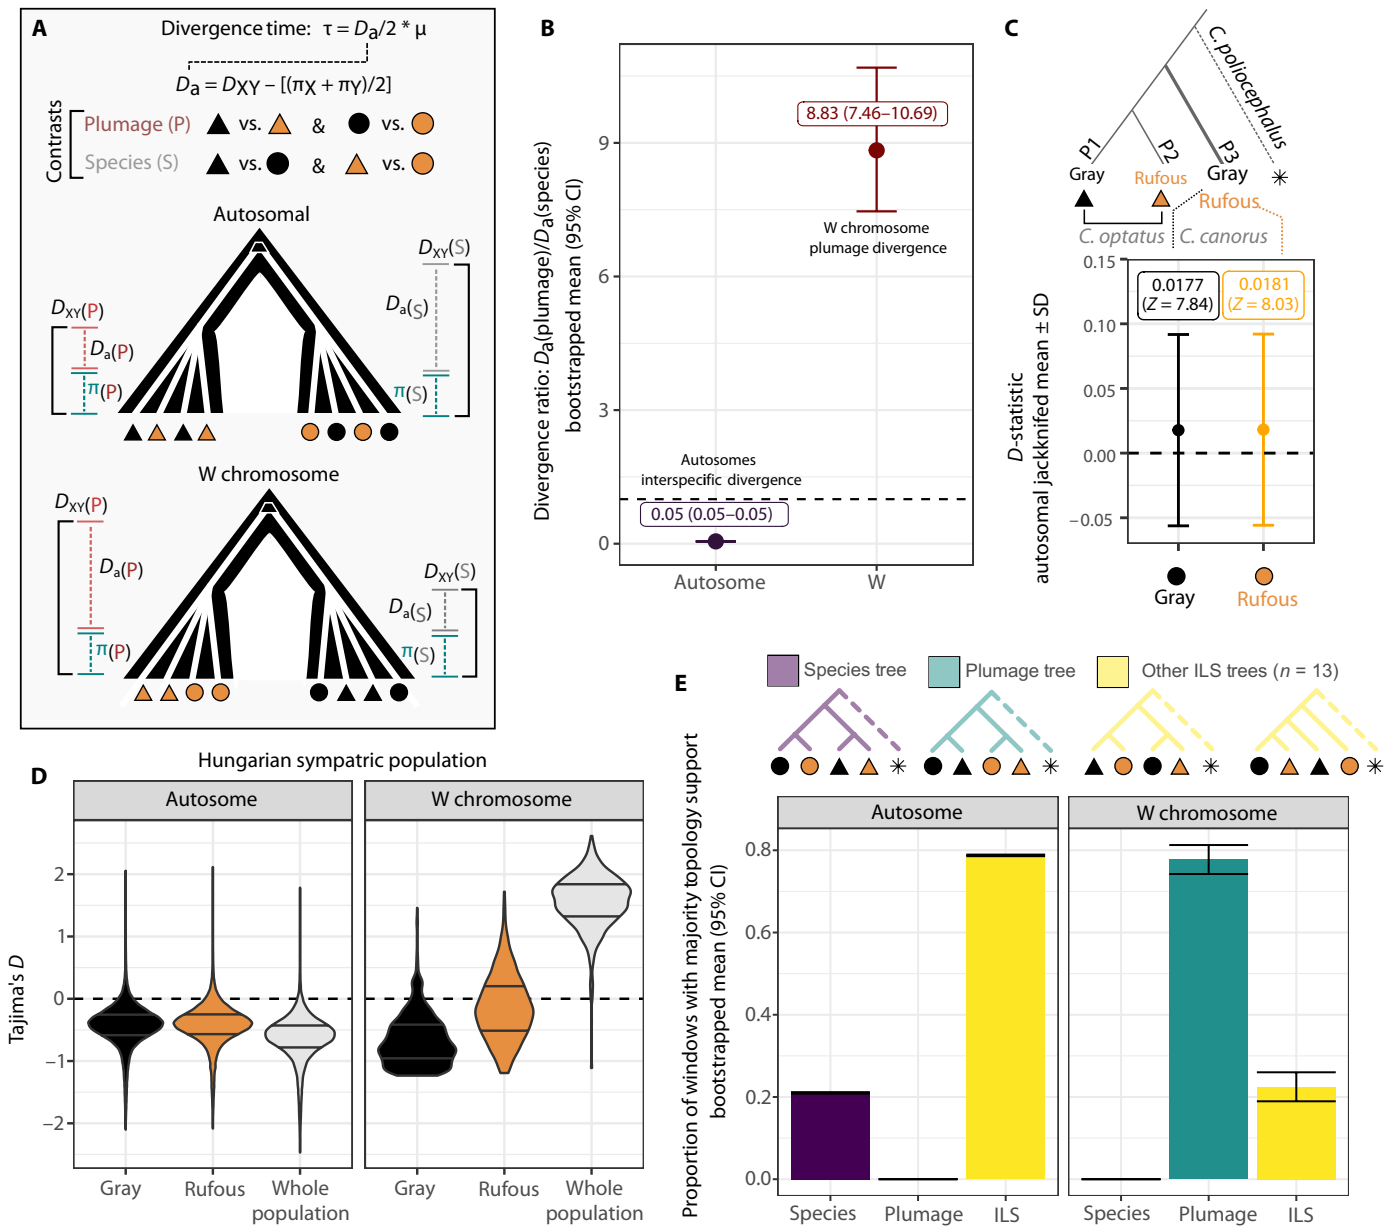 A
Divergence time: τ = Da/2 * μ
Da = DXY – [(πX + πY)/2]
Contrasts
Plumage (P)
vs. & vs.
Species (S)
vs. & vs.
Autosomal
DXY(S)
Da(S)
DXY(P)
Da(P)
π(P)
π(S)
W chromosome
DXY(P)
Da(P)
DXY(S)
Da(S)
π(P)
π(S)
B
Divergence ratio: Da(plumage)/Da(species)
bootstrapped mean (95% CI)
9
6
3
0
8.83 (7.46–10.69)
W chromosome
plumage divergence
Autosomes
interspecific divergence
0.05 (0.05–0.05)
Autosome
W
C
C. poliocephalus
P1
P2
P3
Gray
Rufous
Gray
Rufous
C. optatus
C. canorus
D-statistic
autosomal jackknifed mean ± SD
0.15
0.10
0.05
0.00
−0.05
0.0177
(Z = 7.84)
0.0181
(Z = 8.03)
Gray
Rufous
D
Hungarian sympatric population
Autosome
W chromosome
Tajima's D
2
1
0
−1
−2
Gray
Rufous
Whole
population
Gray
Rufous
Whole
population
E
Species tree
Plumage tree
Other ILS trees (n = 13)
Proportion of windows with majority topology support
bootstrapped mean (95% CI)
Autosome
W chromosome
0.8
0.6
0.4
0.2
0.0
Species
Plumage
ILS
Species
Plumage
ILS